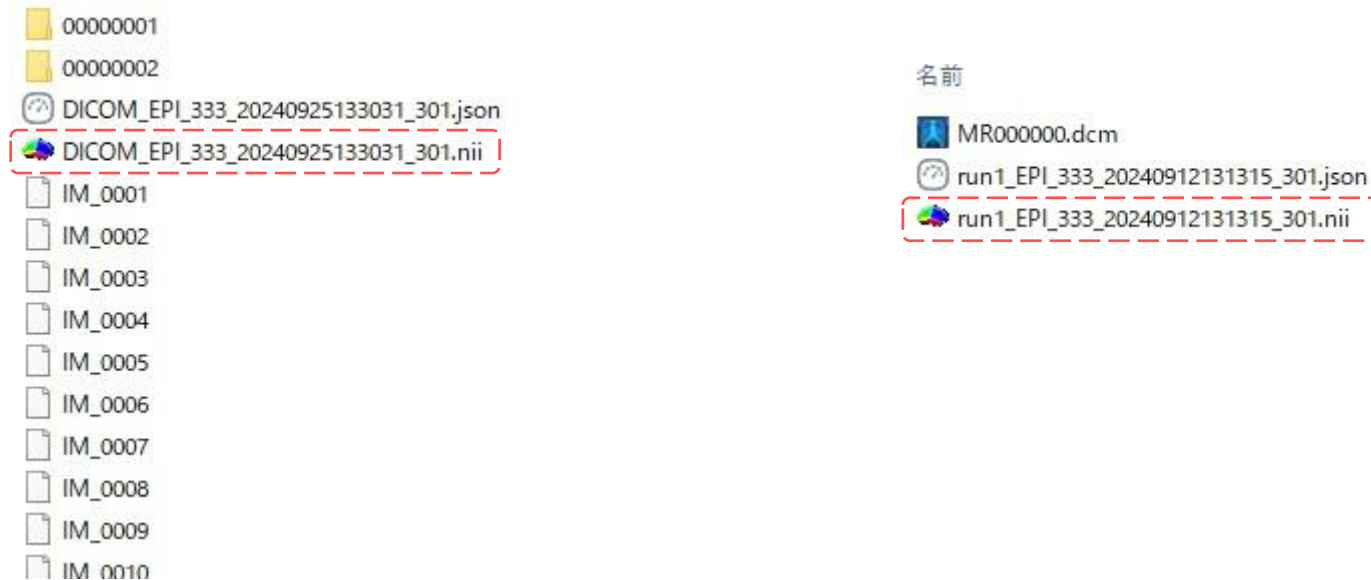 00000001
00000002
DICOM_EPI_333_20240925133031_301.json
DICOM_EPI_333_20240925133031_301.nii
IM_0001
IM_0002
IM_0003
IM_0004
IM_0005
IM_0006
IM_0007
IM_0008
IM_0009
IM_0010
名前
MR000000.dcm
run1_EPI_333_20240912131315_301.json
run1_EPI_333_20240912131315_301.nii